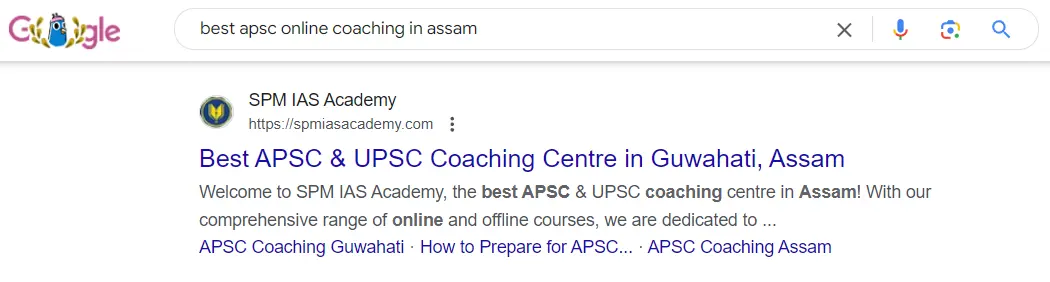 Google
best apsc online coaching in assam
SPM IAS Academy
https://spmiasacademy.com
Best APSC & UPSC Coaching Centre in Guwahati, Assam
Welcome to SPM IAS Academy, the best APSC & UPSC coaching centre in Assam! With our
comprehensive range of online and offline courses, we are dedicated to ...
APSC Coaching Guwahati · How to Prepare for APSC... · APSC Coaching Assam